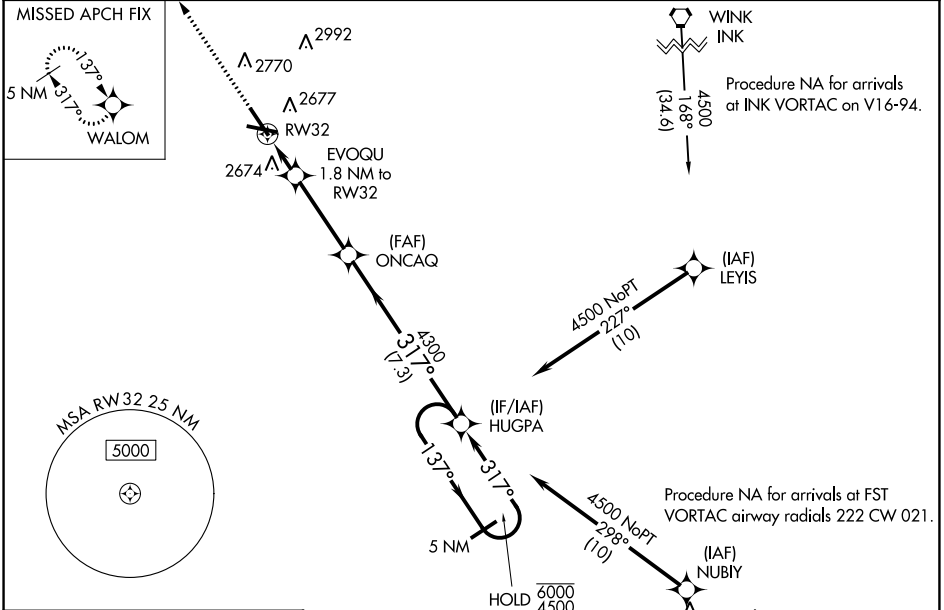 MISSED APCH FIX
137°
5 NM
317°
WALOM
2992
2770
2677
RW32
2674
EVOQU
1.8 NM to
RW32
(FAF)
ONCAQ
4300
317°
(7.3)
WINK
INK
4500
168°
(34.6)
Procedure NA for arrivals
at INK VORTAC on V16-94.
(IAF)
LEYIS
4500 NoPT
227°
(10)
(IF/IAF)
HUGPA
MSA RW32 25 NM
5000
137°
317°
5 NM
HOLD
6000
4500
4500 NoPT
298°
(10)
Procedure NA for arrivals at FST
VORTAC airway radials 222 CW 021.
(IAF)
NUBIY